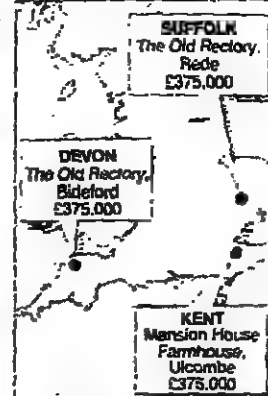 SUFFOLK
The Old Rectory,
Rede
£375,000
DEVON
The Old Rectory,
Bideford
£375,000
KENT
Mansion House
Farmhouse,
Ulcombe
£375,000